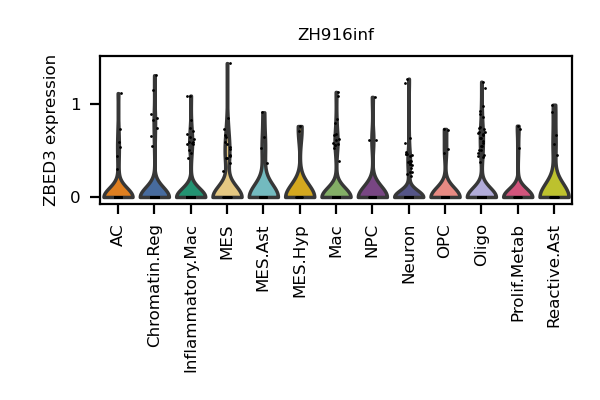 ZH916inf
ZBED3 expression
1
0
AC
Chromatin.Reg
Inflammatory.Mac
MES
MES.Ast
MES.Hyp
Mac
NPC
Neuron
OPC
Oligo
Prolif.Metab
Reactive.Ast